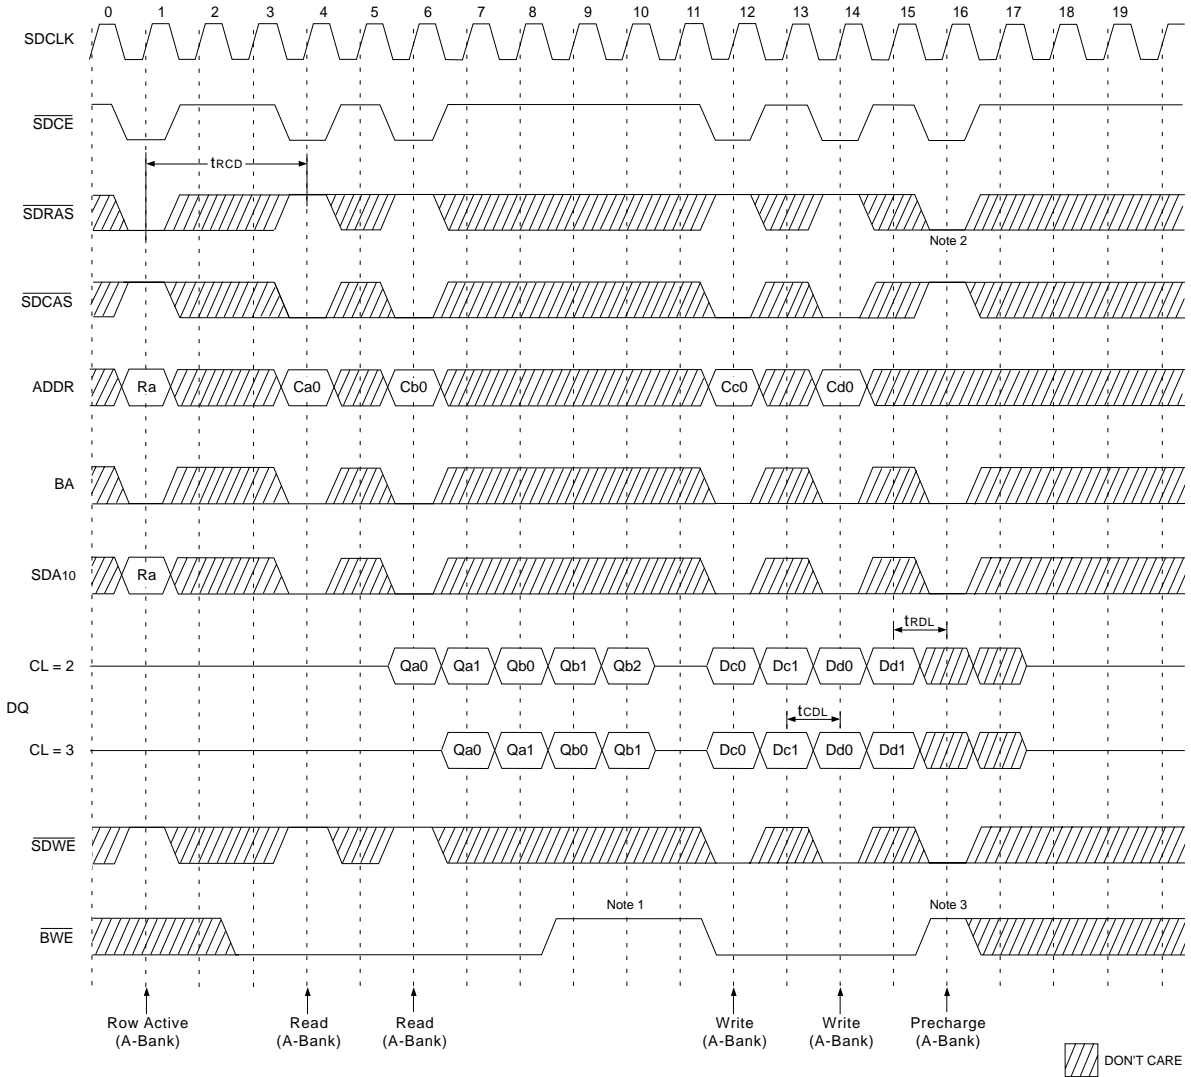 0 1 2 3 4 5 6 7 8 9 10 11 12 13 14 15 16 17 18 19
SDCLK
SDCE
tRCD
SDRAS
Note 2
SDCAS
ADDR Ra Ca0 Cb0 Cc0 Cd0
BA
SDA10 Ra
tRDL
CL = 2 Qa0 Qa1 Qb0 Qb1 Qb2 Dc0 Dc1 Dd0 Dd1
DQ
tCDL
CL = 3 Qa0 Qa1 Qb0 Qb1 Dc0 Dc1 Dd0 Dd1
SDWE
Note 1 Note 3
BWE
Row Active Read Read Write Write Precharge
(A-Bank) (A-Bank) (A-Bank) (A-Bank) (A-Bank) (A-Bank)
DON'T CARE